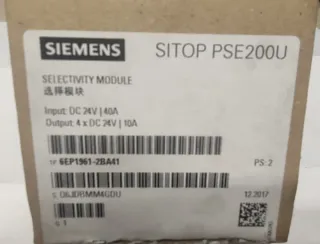 SIEMENS SITOP PSE200U
SELECTIVITY MODULE
选择模块
Input: DC 24V | 40A
Output: 4 x DC 24V | 10A
1P 6EP1961-2BA41 PS: 2
12.2017